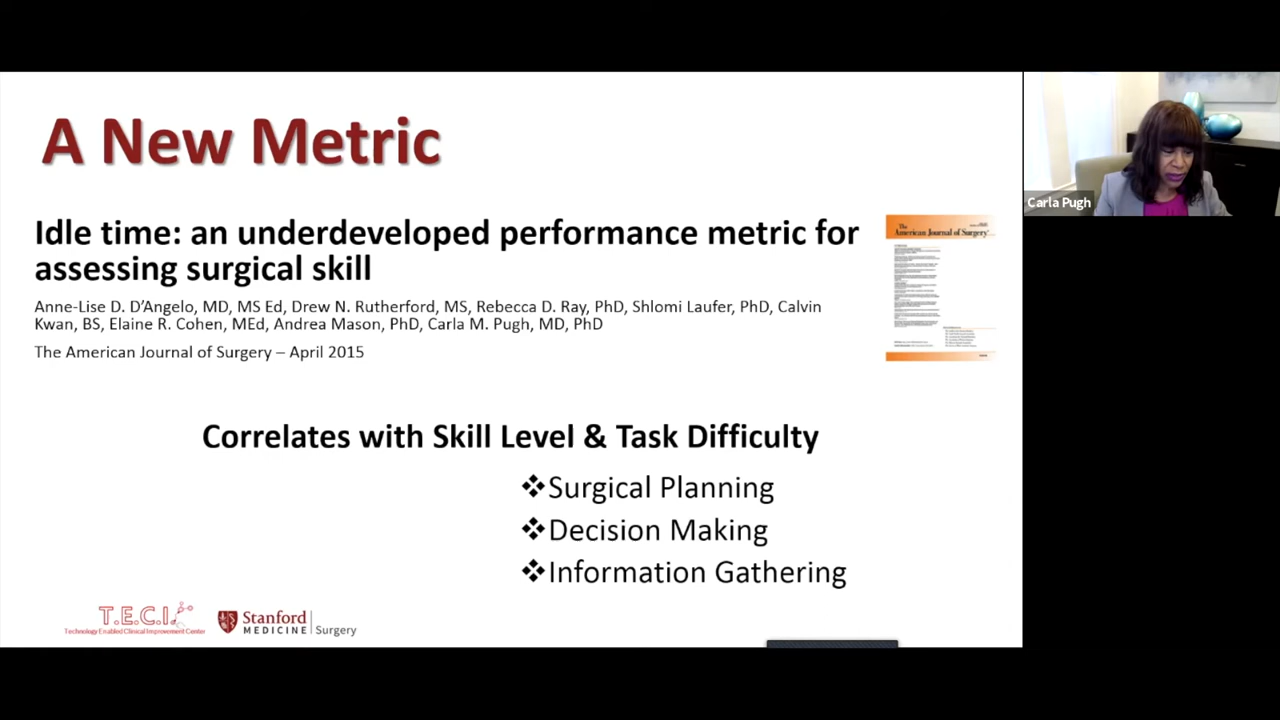 A New Metric
Idle time: an underdeveloped performance metric for
assessing surgical skill
Anne-Lise D. D'Angelo, MD, MS Ed, Drew N. Rutherford, MS, Rebecca D. Ray, PhD, Shlomi Laufer, PhD, Calvin
Kwan, BS, Elaine R. Cohen, MEd, Andrea Mason, PhD, Carla M. Pugh, MD, PhD
The American Journal of Surgery – April 2015
The
American Journal of Surgery
Correlates with Skill Level & Task Difficulty
❖Surgical Planning
❖Decision Making
❖Information Gathering
T.E.C.I.
Technology Enabled Clinical Improvement Center
Stanford
MEDICINE
Surgery
Carla Pugh